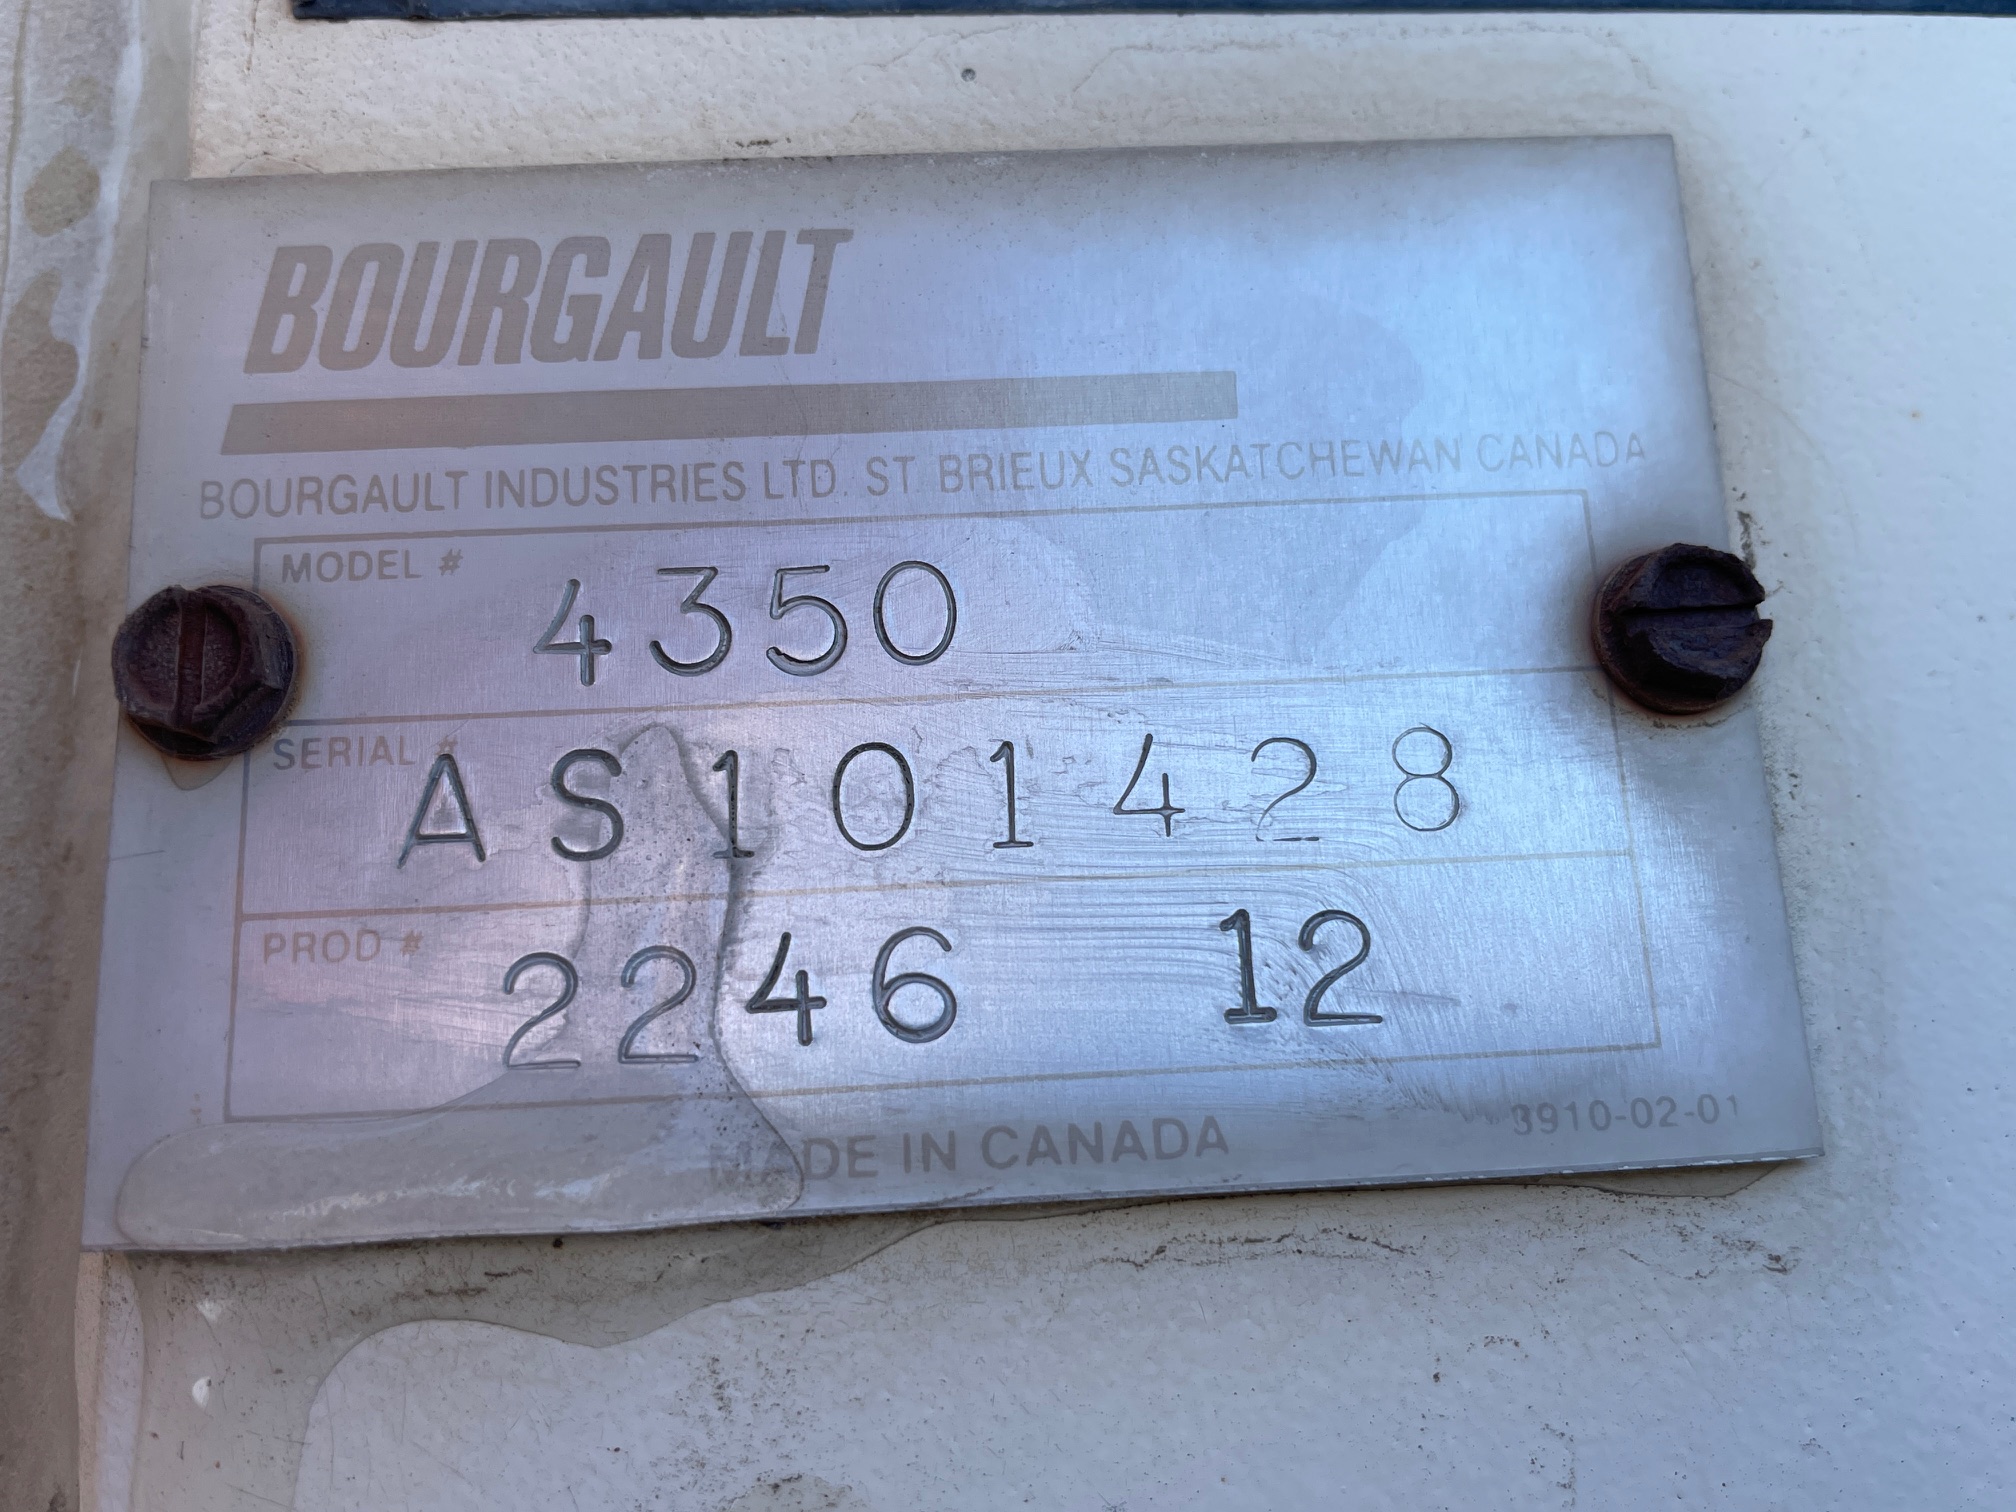 BOURGAULT
BOURGAULT INDUSTRIES LTD. ST. BRIEUX SASKATCHEWAN CANADA
MODEL # 4350
SERIAL # AS101428
PROD # 2246 12
MADE IN CANADA
3910-02-01